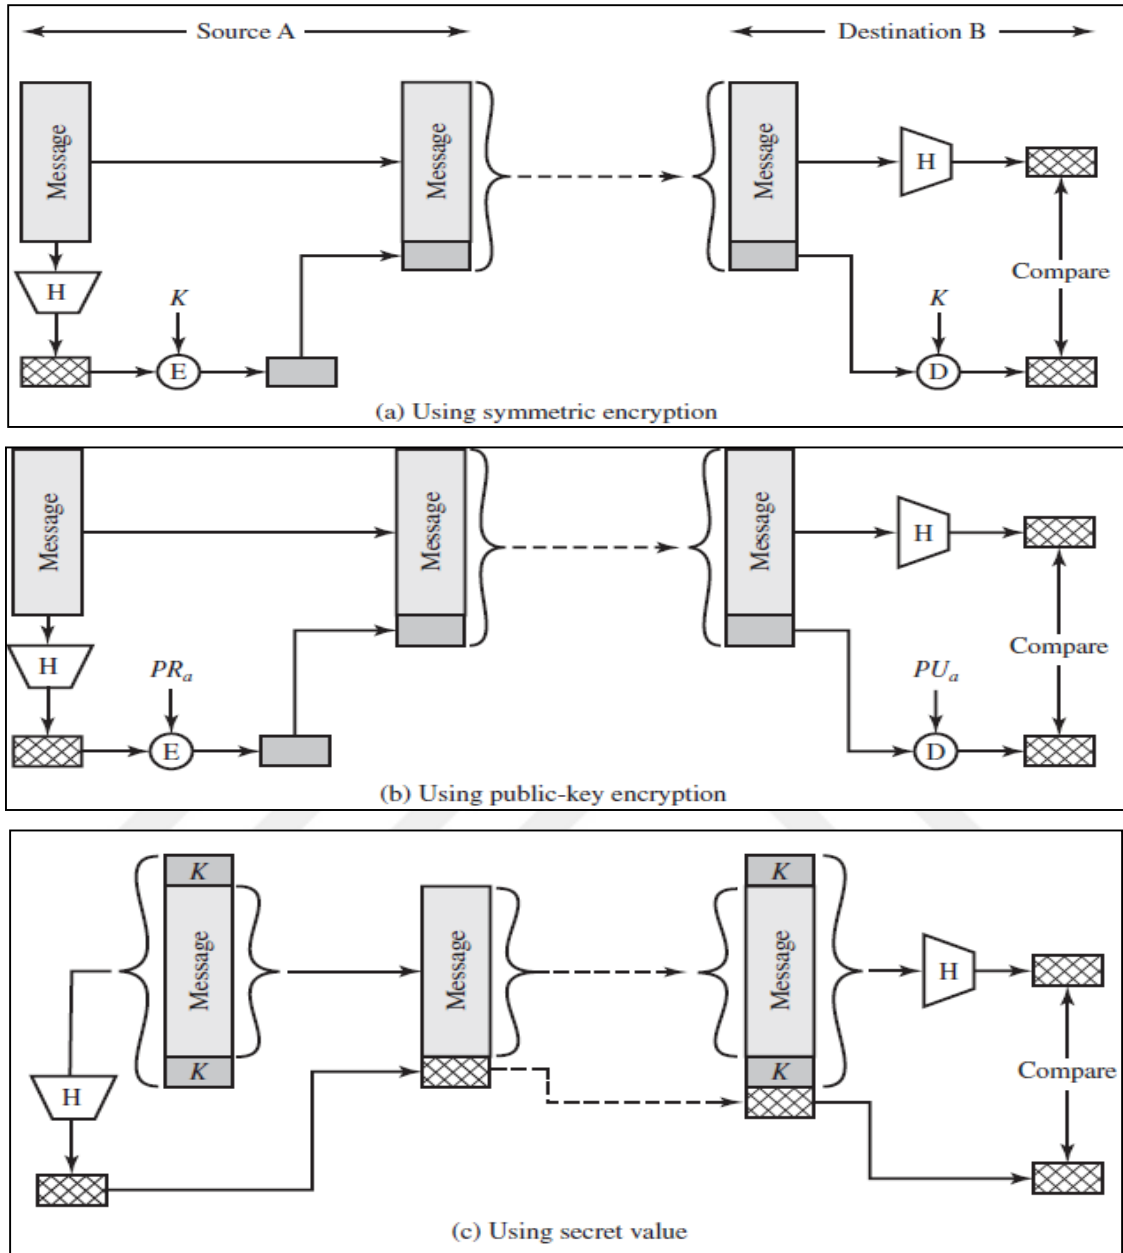 Source A
Destination B
Message
Message
Message
H
H
K
K
Compare
E
D
(a) Using symmetric encryption
Message
Message
Message
H
H
PRa
PUa
Compare
E
D
(b) Using public-key encryption
K
K
Message
Message
Message
H
K
K
H
Compare
(c) Using secret value